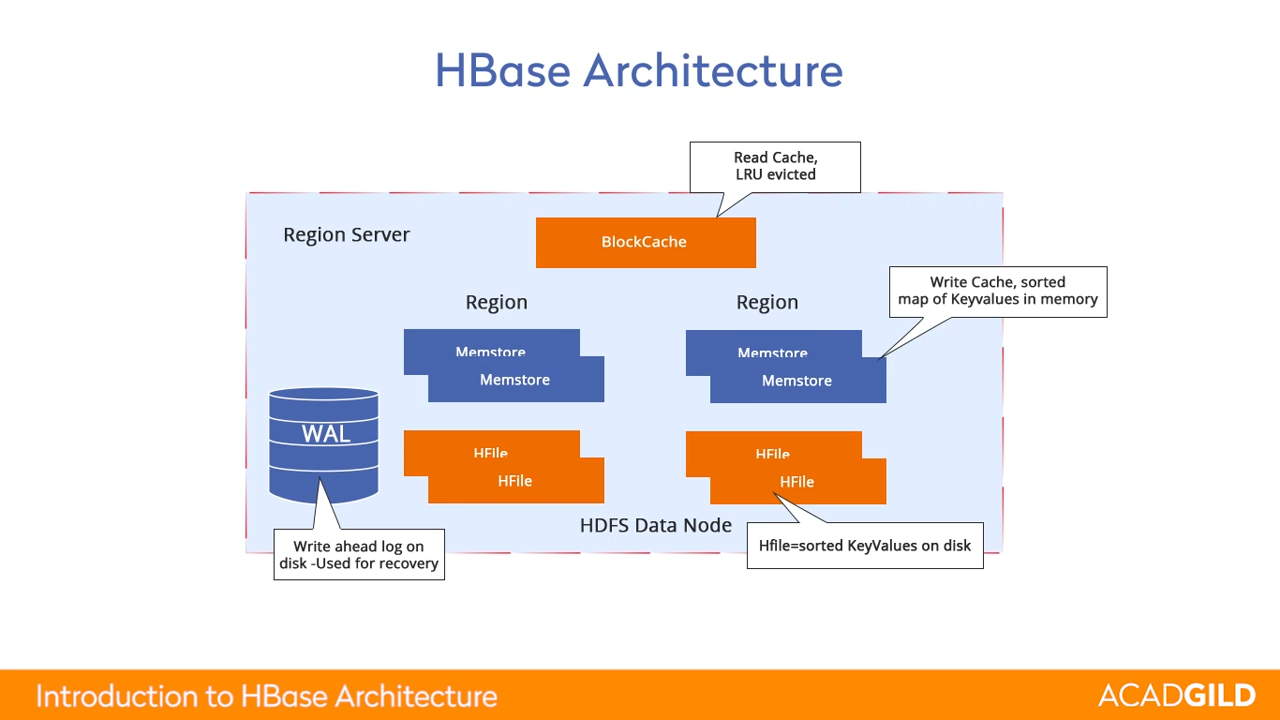 HBase Architecture
Read Cache,
LRU evicted
Region Server
BlockCache
Write Cache, sorted
map of Keyvalues in memory
Region
Region
Memstore
Memstore
Memstore
Memstore
WAL
HFile
HFile
HFile
HFile
HDFS Data Node
Write ahead log on
disk -Used for recovery
Hfile=sorted KeyValues on disk
Introduction to HBase Architecture
ACADGILD